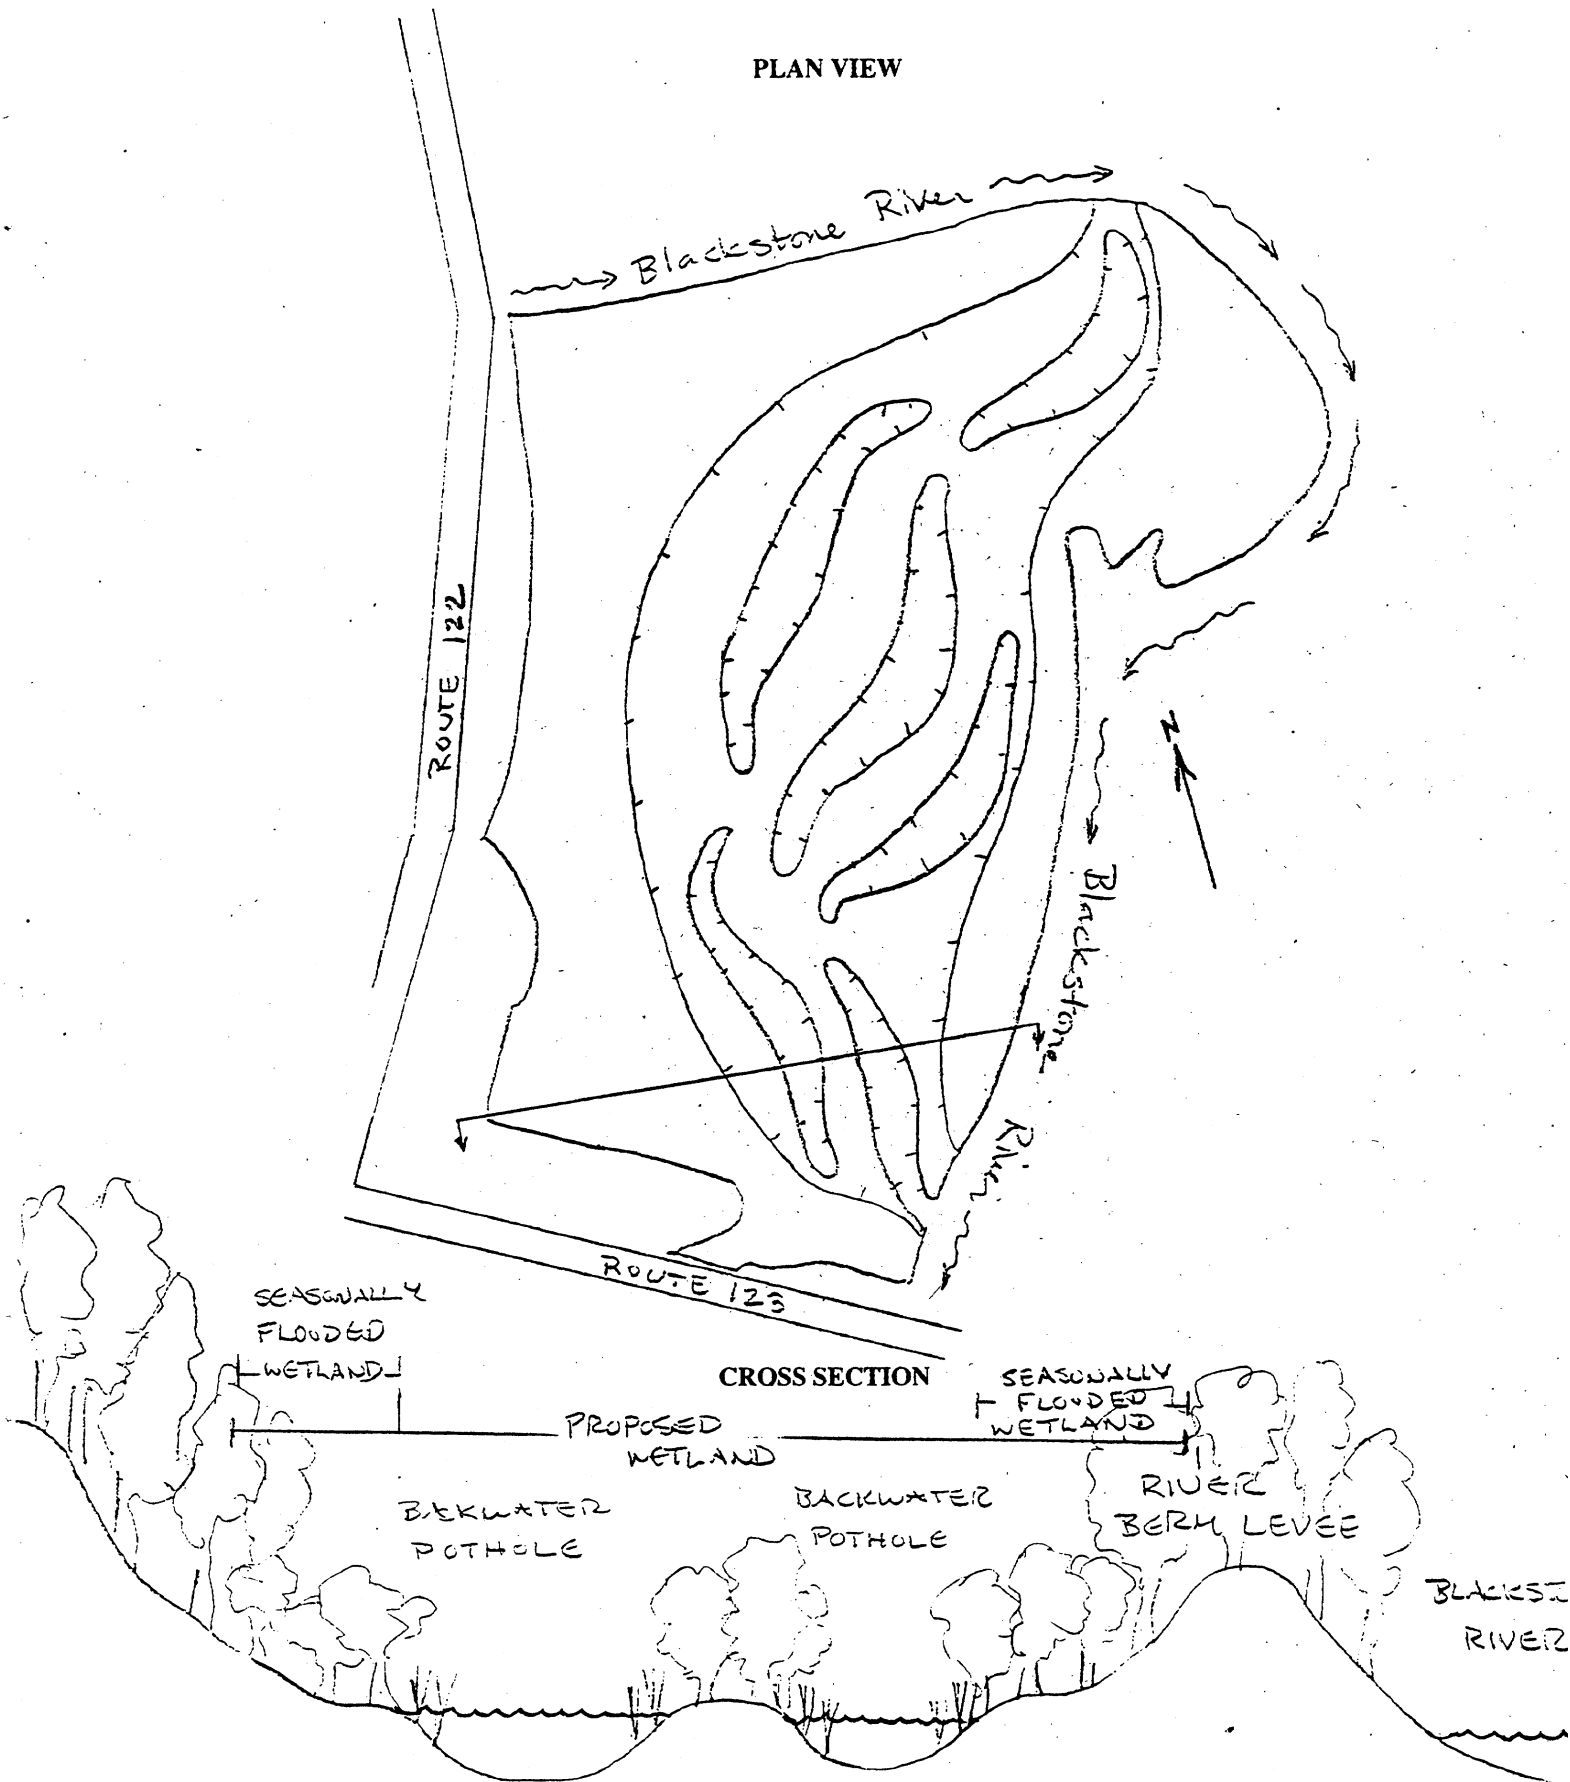 PLAN VIEW
Blackstone River
ROUTE 122
N
Blackstone
River
ROUTE 123
SEASONALLY
FLOODED
WETLAND
CROSS SECTION
SEASONALLY
FLOODED
WETLAND
PROPOSED
WETLAND
BACKWATER
POTHOLE
BACKWATER
POTHOLE
RIVER
BERM LEVEE
BLACKST
RIVER